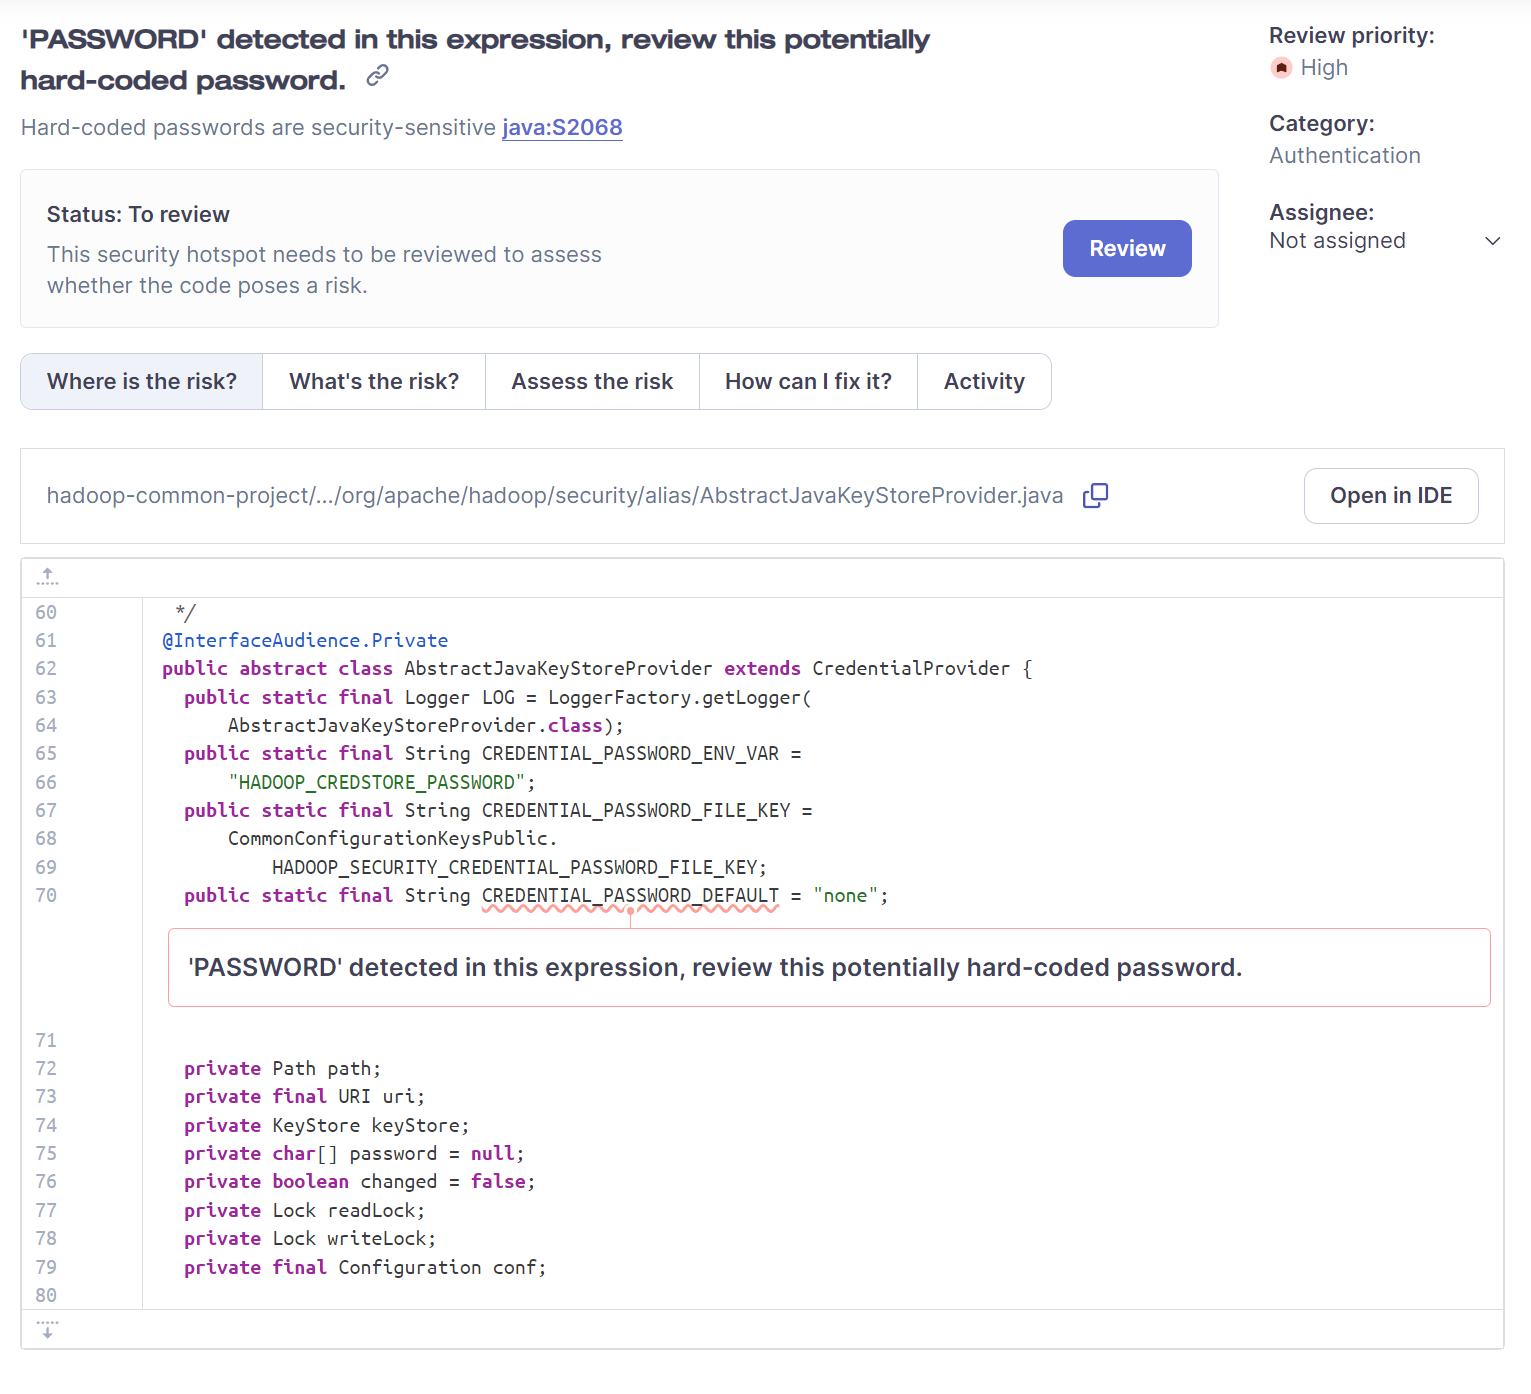 'PASSWORD' detected in this expression, review this potentially
hard-coded password.
Hard-coded passwords are security-sensitive java:S2068
Review priority:
High
Category:
Authentication
Assignee:
Not assigned
Status: To review
This security hotspot needs to be reviewed to assess
whether the code poses a risk.
Review
Where is the risk? What's the risk? Assess the risk How can I fix it? Activity
hadoop-common-project/.../org/apache/hadoop/security/alias/AbstractJavaKeyStoreProvider.java
Open in IDE
60 */
61 @InterfaceAudience.Private
62 public abstract class AbstractJavaKeyStoreProvider extends CredentialProvider {
63 public static final Logger LOG = LoggerFactory.getLogger(
64 AbstractJavaKeyStoreProvider.class);
65 public static final String CREDENTIAL_PASSWORD_ENV_VAR =
66 "HADOOP_CREDSTORE_PASSWORD";
67 public static final String CREDENTIAL_PASSWORD_FILE_KEY =
68 CommonConfigurationKeysPublic.
69 HADOOP_SECURITY_CREDENTIAL_PASSWORD_FILE_KEY;
70 public static final String CREDENTIAL_PASSWORD_DEFAULT = "none";
'PASSWORD' detected in this expression, review this potentially hard-coded password.
71
72 private Path path;
73 private final URI uri;
74 private KeyStore keyStore;
75 private char[] password = null;
76 private boolean changed = false;
77 private Lock readLock;
78 private Lock writeLock;
79 private final Configuration conf;
80